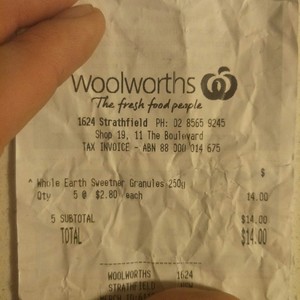 Woolworths
The fresh food people
1624 Strathfield PH: 02 8565 9245
Shop 19, 11 The Boulevard
TAX INVOICE - ABN 88 000 014 675
$
^ Whole Earth Sweetner Granules 250g
Qty 5 @ $2.80 each 14.00
5 SUBTOTAL $14.00
TOTAL $14.00
WOOLWORTHS 1624
STRATHFIELD NSW